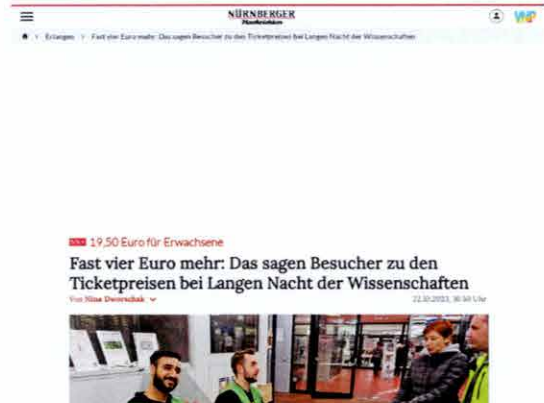 NÜRNBERGER
Nachrichten
Erlangen > Fast vier Euro mehr: Das sagen Besucher zu den Ticketpreisen bei Langen Nacht der Wissenschaften
19,50 Euro für Erwachsene
Fast vier Euro mehr: Das sagen Besucher zu den
Ticketpreisen bei Langen Nacht der Wissenschaften
Von Nina Dworschak